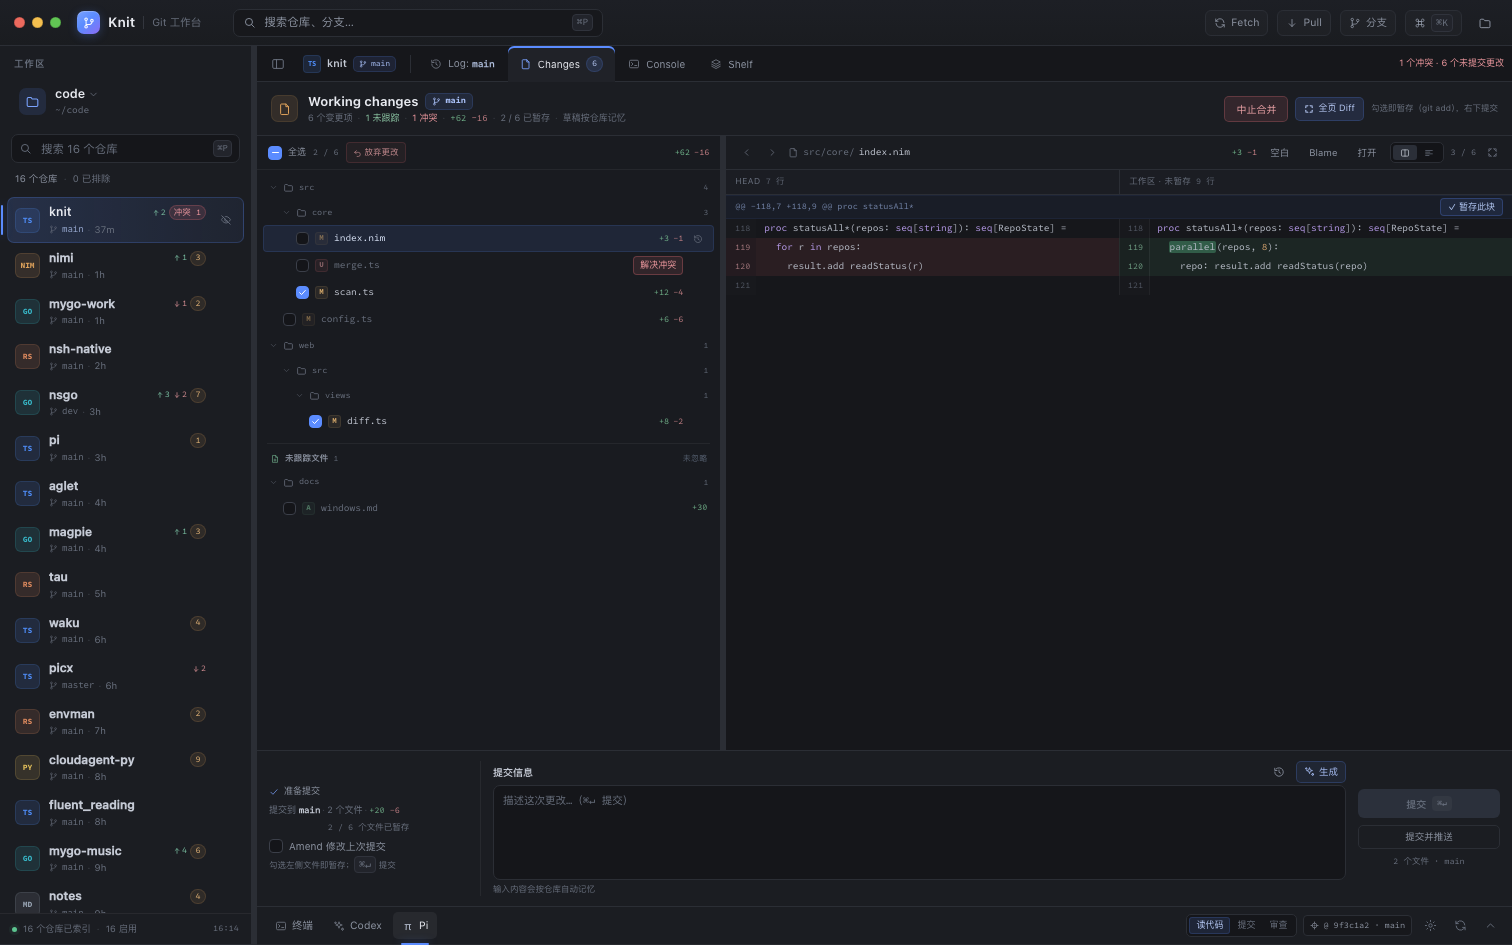 Knit Git 工作台 搜索仓库、分支… ⌘P Fetch Pull 分支 ⌘ ⌘K
工作区
code
~/code
搜索 16 个仓库 ⌘P
16 个仓库 · 0 已排除
TS knit ↑2 冲突 1
main · 37m
NIM nimi ↑1 3
main · 1h
GO mygo-work ↓1 2
main · 1h
RS nsh-native
main · 2h
GO nsgo ↑3 ↓2 7
dev · 3h
TS pi 1
main · 3h
TS aglet
main · 4h
GO magpie ↑1 3
main · 4h
RS tau
main · 5h
TS waku 4
main · 6h
TS picx ↓2
master · 6h
RS envman 2
main · 7h
PY cloudagent-py 9
main · 8h
TS fluent_reading
main · 8h
GO mygo-music ↑4 6
main · 9h
MD notes 4
main · 9h
16 个仓库已索引 · 16 启用 16:14
TS knit main Log: main Changes 6 Console Shelf 1 个冲突 · 6 个未提交更改
Working changes main
6 个变更项 · 1 未跟踪 · 1 冲突 · +62 −16 · 2 / 6 已暂存 · 草稿按仓库记忆
中止合并 全页 Diff 勾选即暂存 (git add)，右下提交
全选 2 / 6 放弃更改 +62 −16
src 4
core 3
M index.nim +3 −1
U merge.ts 解决冲突
M scan.ts +12 −4
M config.ts +6 −6
web 1
src 1
views 1
M diff.ts +8 −2
未跟踪文件 1 未忽略
docs 1
A windows.md +30
src/core/ index.nim +3 −1 空白 Blame 打开 3 / 6
HEAD 7 行 工作区 · 未暂存 9 行
@@ -118,7 +118,9 @@ proc statusAll* 暂存此块
118 proc statusAll*(repos: seq[string]): seq[RepoState] =
119 for r in repos:
120 result.add readStatus(r)
121
118 proc statusAll*(repos: seq[string]): seq[RepoState] =
119 parallel(repos, 8):
120 repo: result.add readStatus(repo)
121
准备提交
提交到 main · 2 个文件 · +20 −6
2 / 6 个文件已暂存
Amend 修改上次提交
勾选左侧文件即暂存; ⌘↵ 提交
提交信息 生成
描述这次更改… (⌘↵ 提交)
输入内容会按仓库自动记忆
提交 ⌘↵
提交并推送
2 个文件 · main
终端 Codex π Pi 读代码 提交 审查 @ 9f3c1a2 · main